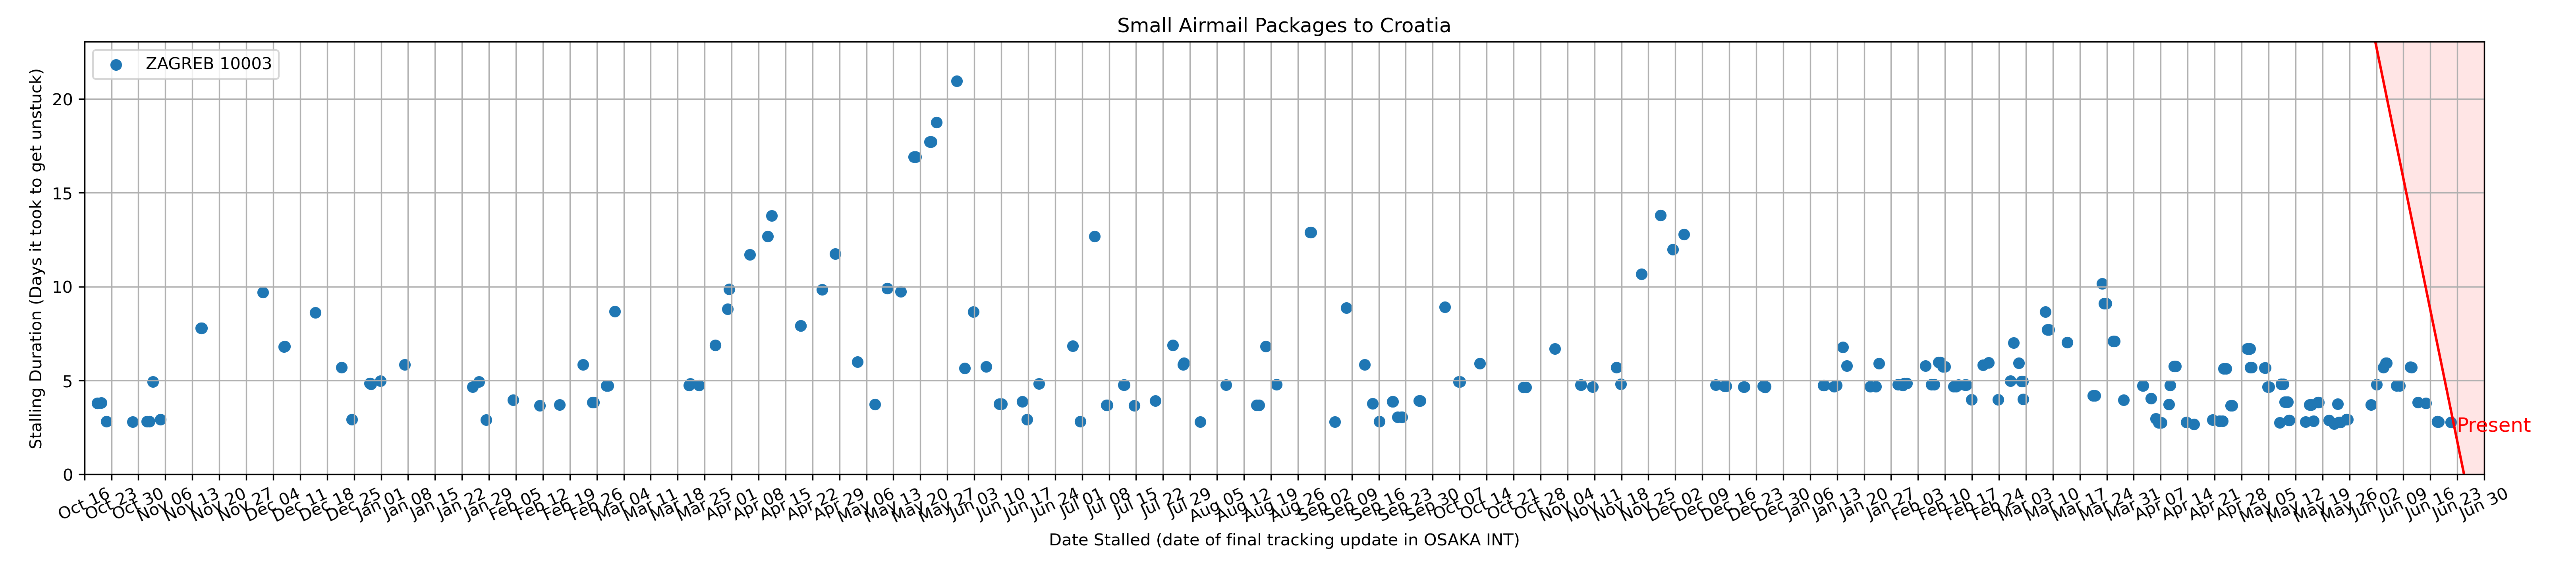 Small Airmail Packages to Croatia
ZAGREB 10003
Stalling Duration (Days it took to get unstuck)
20
15
10
5
0
Present
Oct 16
Oct 23
Oct 30
Nov 06
Nov 13
Nov 20
Nov 27
Dec 04
Dec 11
Dec 18
Dec 25
Jan 01
Jan 08
Jan 15
Jan 22
Jan 29
Feb 05
Feb 12
Feb 19
Feb 26
Mar 04
Mar 11
Mar 18
Mar 25
Apr 01
Apr 08
Apr 15
Apr 22
Apr 29
May 06
May 13
May 20
May 27
Jun 03
Jun 10
Jun 17
Jun 24
Jul 01
Jul 08
Jul 15
Jul 22
Jul 29
Aug 05
Aug 12
Aug 19
Aug 26
Sep 02
Sep 09
Sep 16
Sep 23
Sep 30
Oct 07
Oct 14
Oct 21
Oct 28
Nov 04
Nov 11
Nov 18
Nov 25
Dec 02
Dec 09
Dec 16
Dec 23
Dec 30
Jan 06
Jan 13
Jan 20
Jan 27
Feb 03
Feb 10
Feb 17
Feb 24
Mar 03
Mar 10
Mar 17
Mar 24
Mar 31
Apr 07
Apr 14
Apr 21
Apr 28
May 05
May 12
May 19
May 26
Jun 02
Jun 09
Jun 16
Jun 23
Jun 30
Date Stalled (date of final tracking update in OSAKA INT)